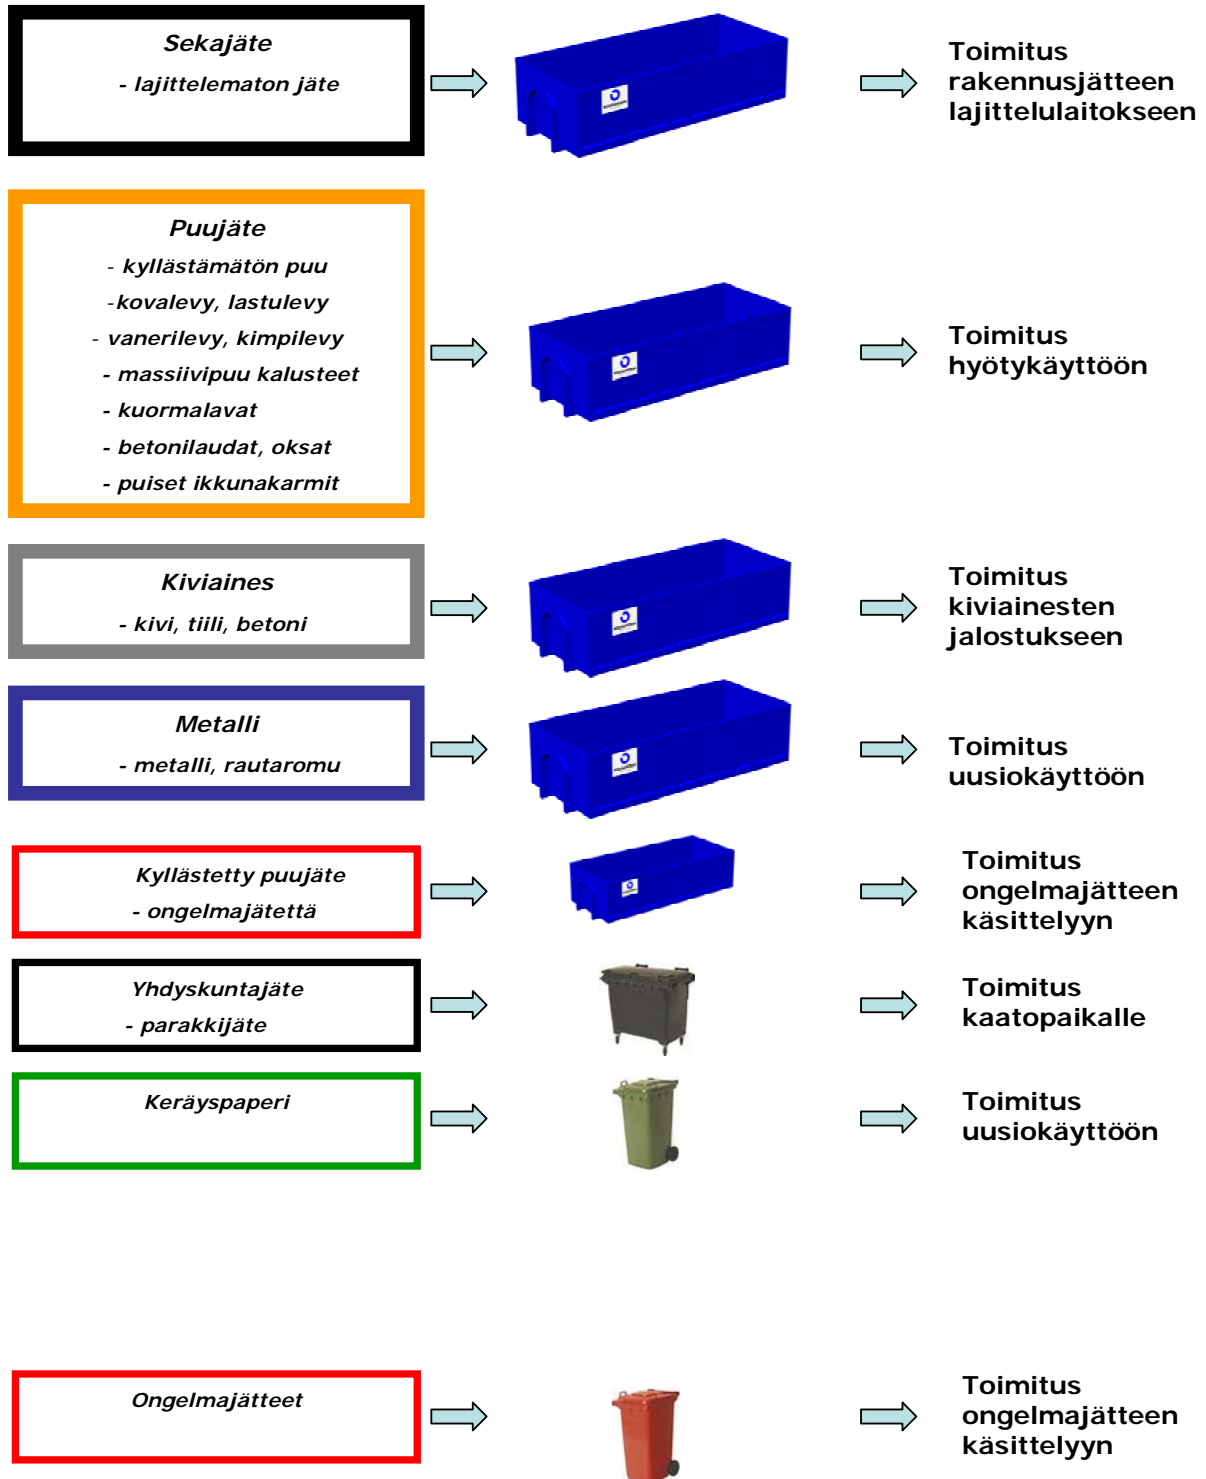 Sekajäte
- lajittelematon jäte
Toimitus
rakennusjätteen
lajittelulaitokseen
Puujäte
- kyllästämätön puu
-kovalevy, lastulevy
- vanerilevy, kimpilevy
- massiivipuu kalusteet
- kuormalavat
- betonilaudat, oksat
- puiset ikkunakarmit
Toimitus
hyötykäyttöön
Kiviaines
- kivi, tiili, betoni
Toimitus
kiviainesten
jalostukseen
Metalli
- metalli, rautaromu
Toimitus
uusiokäyttöön
Kyllästetty puujäte
- ongelmajätettä
Toimitus
ongelmajätteen
käsittelyyn
Yhdyskuntajäte
- parakkijäte
Toimitus
kaatopaikalle
Keräyspaperi
Toimitus
uusiokäyttöön
Ongelmajätteet
Toimitus
ongelmajätteen
käsittelyyn